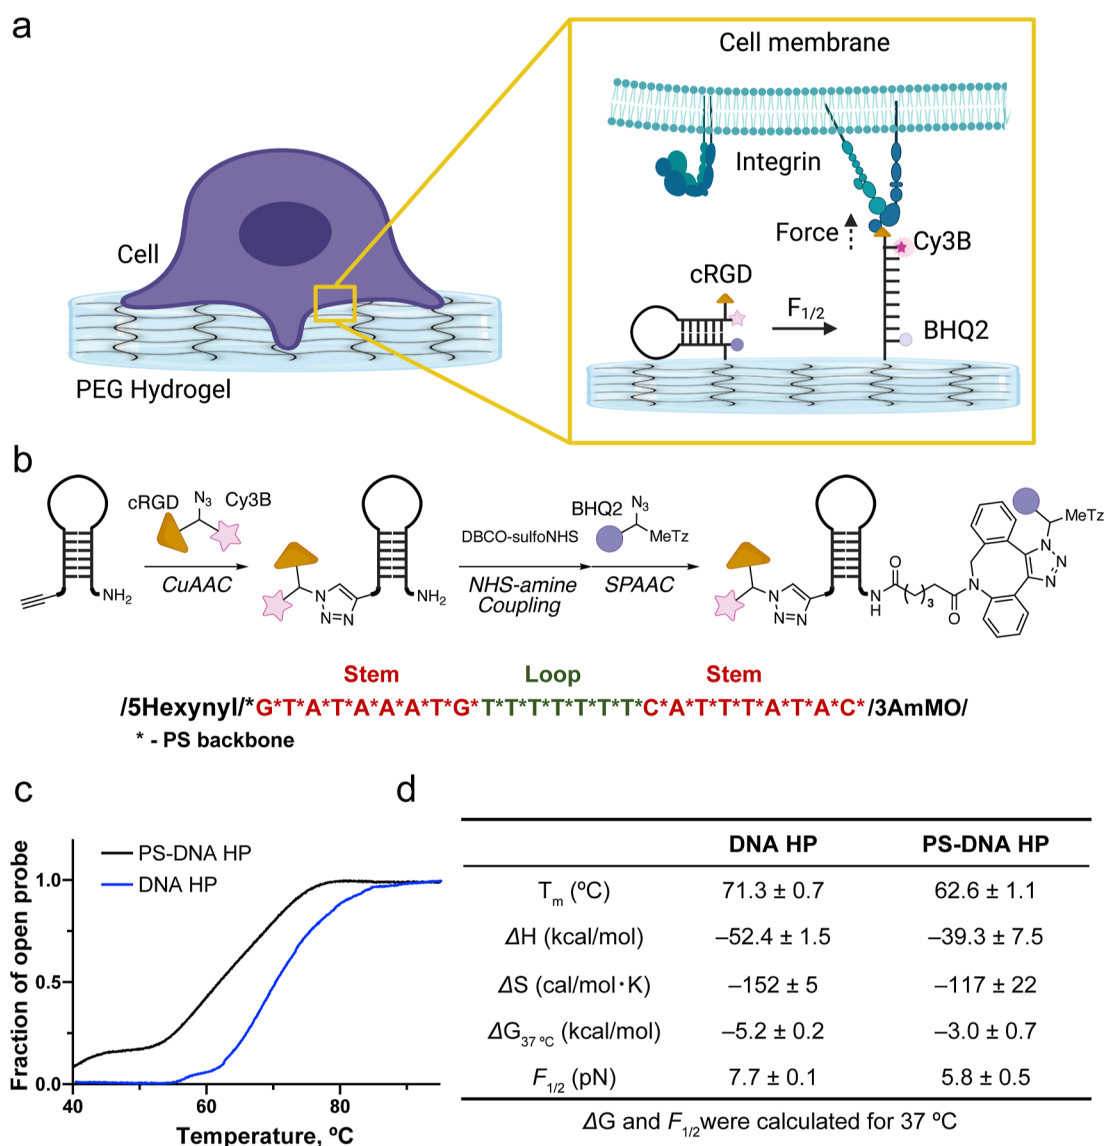 a
Cell membrane
Integrin
Force
Cy3B
cRGD
F1/2
BHQ2
Cell
PEG Hydrogel
b
cRGD N3 Cy3B
CuAAC
NH2
N
N=N
NH2
DBCO-sulfoNHS
NHS-amine
Coupling
BHQ2 N3
MeTz
SPAAC
N
N=N
N
H
O
3
O
N
MeTz
N
N
N
Stem Loop Stem
/5Hexynyl/*G*T*A*T*A*A*A*T*G*T*T*T*T*T*T*T*C*A*T*T*T*A*T*A*C*/3AmMO/
* - PS backbone
c
Fraction of open probe
1.0
0.5
0.0
PS-DNA HP
DNA HP
40 60 80
Temperature, ºC
d
DNA HP PS-DNA HP
Tm (ºC) 71.3 ± 0.7 62.6 ± 1.1
ΔH (kcal/mol) –52.4 ± 1.5 –39.3 ± 7.5
ΔS (cal/mol·K) –152 ± 5 –117 ± 22
ΔG37 ºC (kcal/mol) –5.2 ± 0.2 –3.0 ± 0.7
F1/2 (pN) 7.7 ± 0.1 5.8 ± 0.5
ΔG and F1/2were calculated for 37 ºC